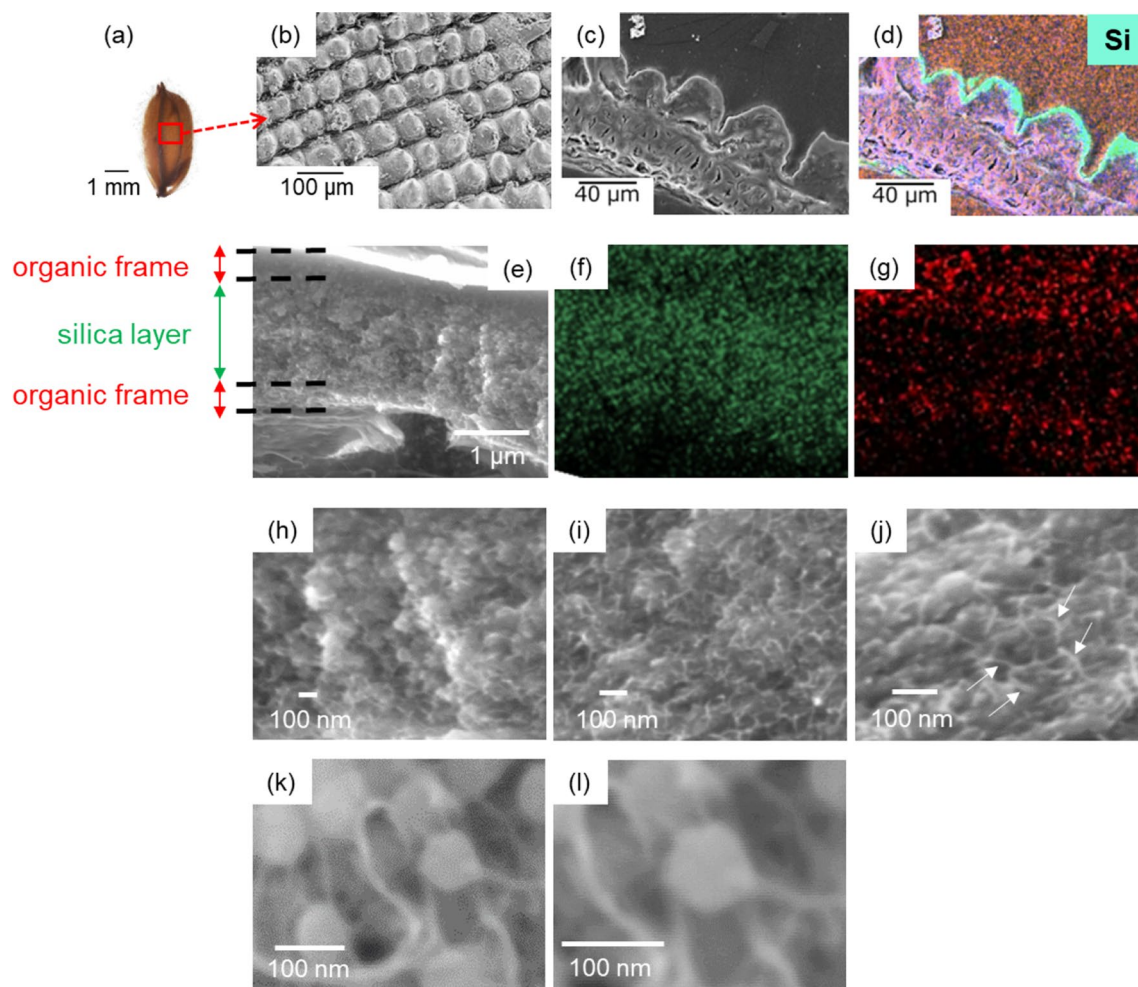 (a)
(b)
(c)
(d)
Si
1 mm
100 µm
40 µm
40 µm
organic frame
silica layer
organic frame
(e)
(f)
(g)
1 µm
(h)
(i)
(j)
100 nm
100 nm
100 nm
(k)
(l)
100 nm
100 nm